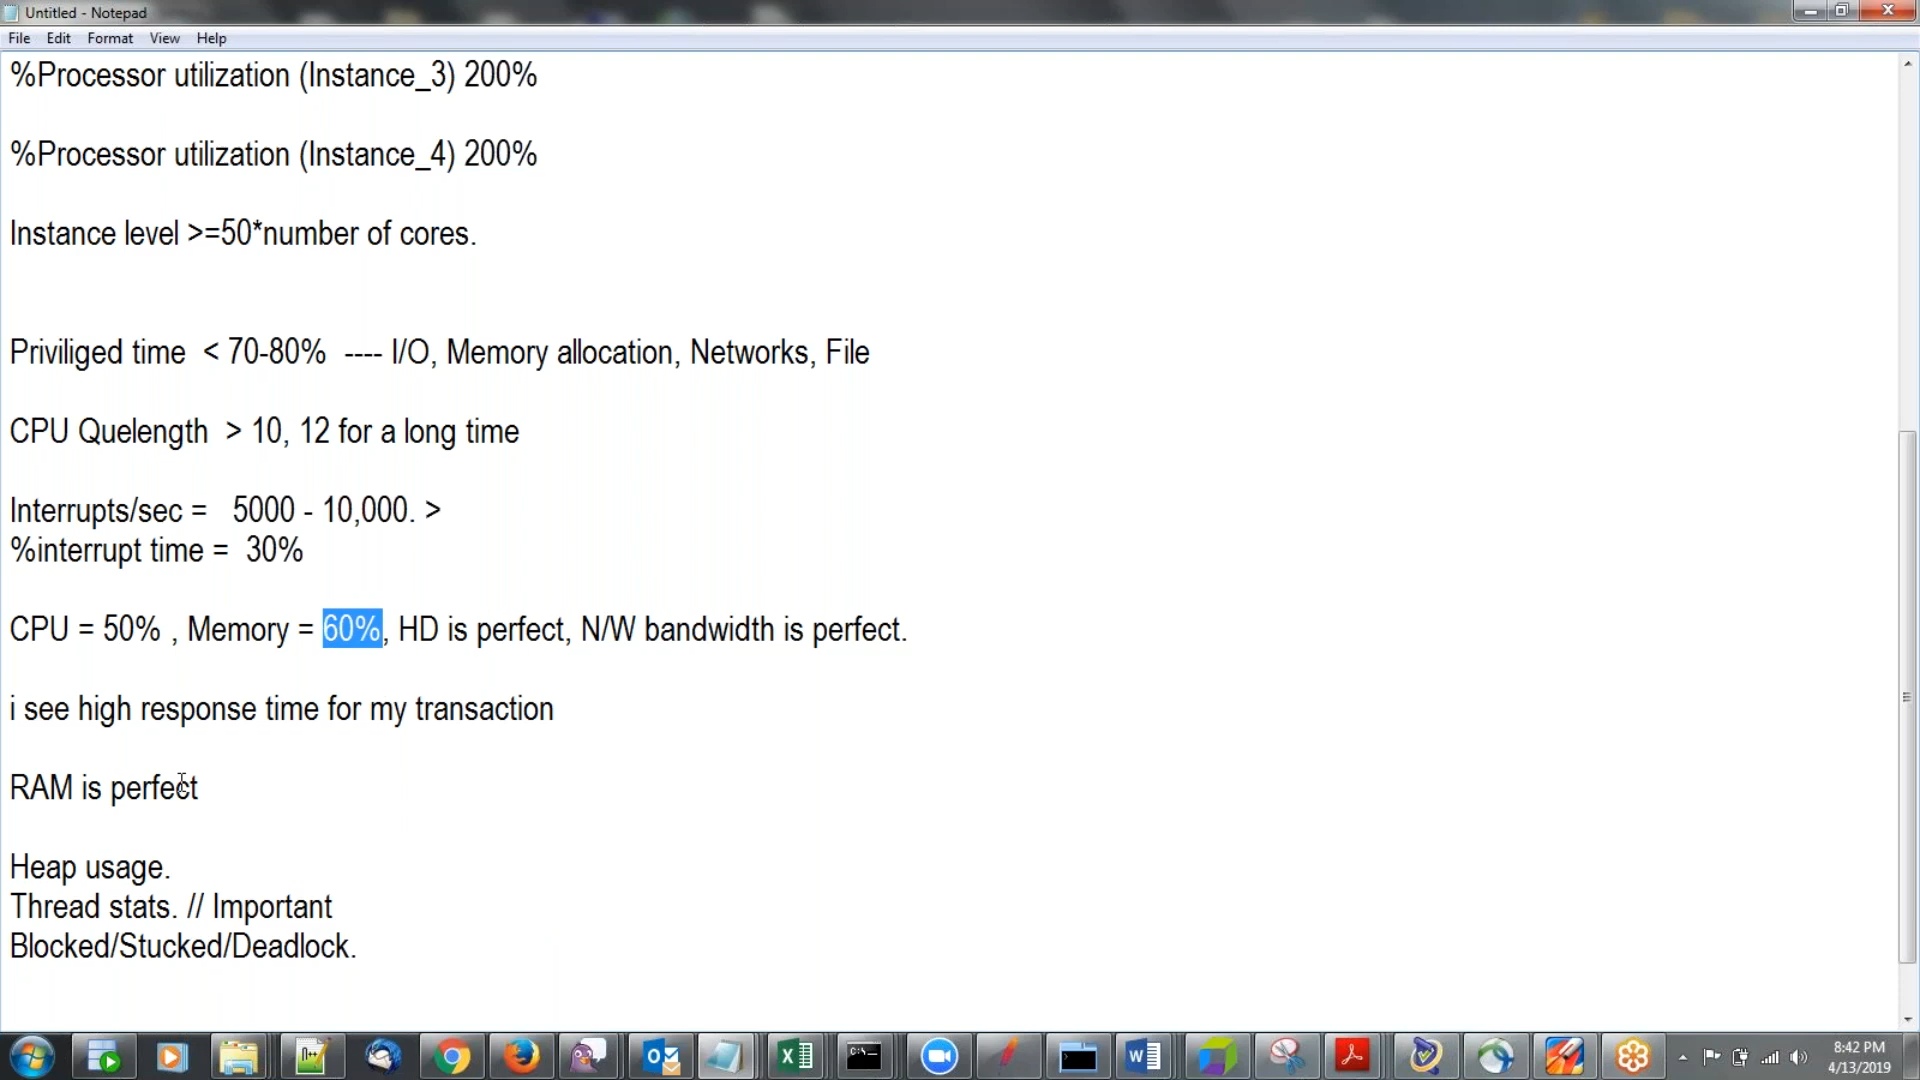 Untitled - Notepad
File Edit Format View Help
%Processor utilization (Instance_3) 200%
%Processor utilization (Instance_4) 200%
Instance level >=50*number of cores.
Priviliged time < 70-80% ---- I/O, Memory allocation, Networks, File
CPU Quelength > 10, 12 for a long time
Interrupts/sec = 5000 - 10,000. >
%interrupt time = 30%
CPU = 50% , Memory = 60%, HD is perfect, N/W bandwidth is perfect.
i see high response time for my transaction
RAM is perfect
Heap usage.
Thread stats. // Important
Blocked/Stucked/Deadlock.
8:42 PM
4/13/2019